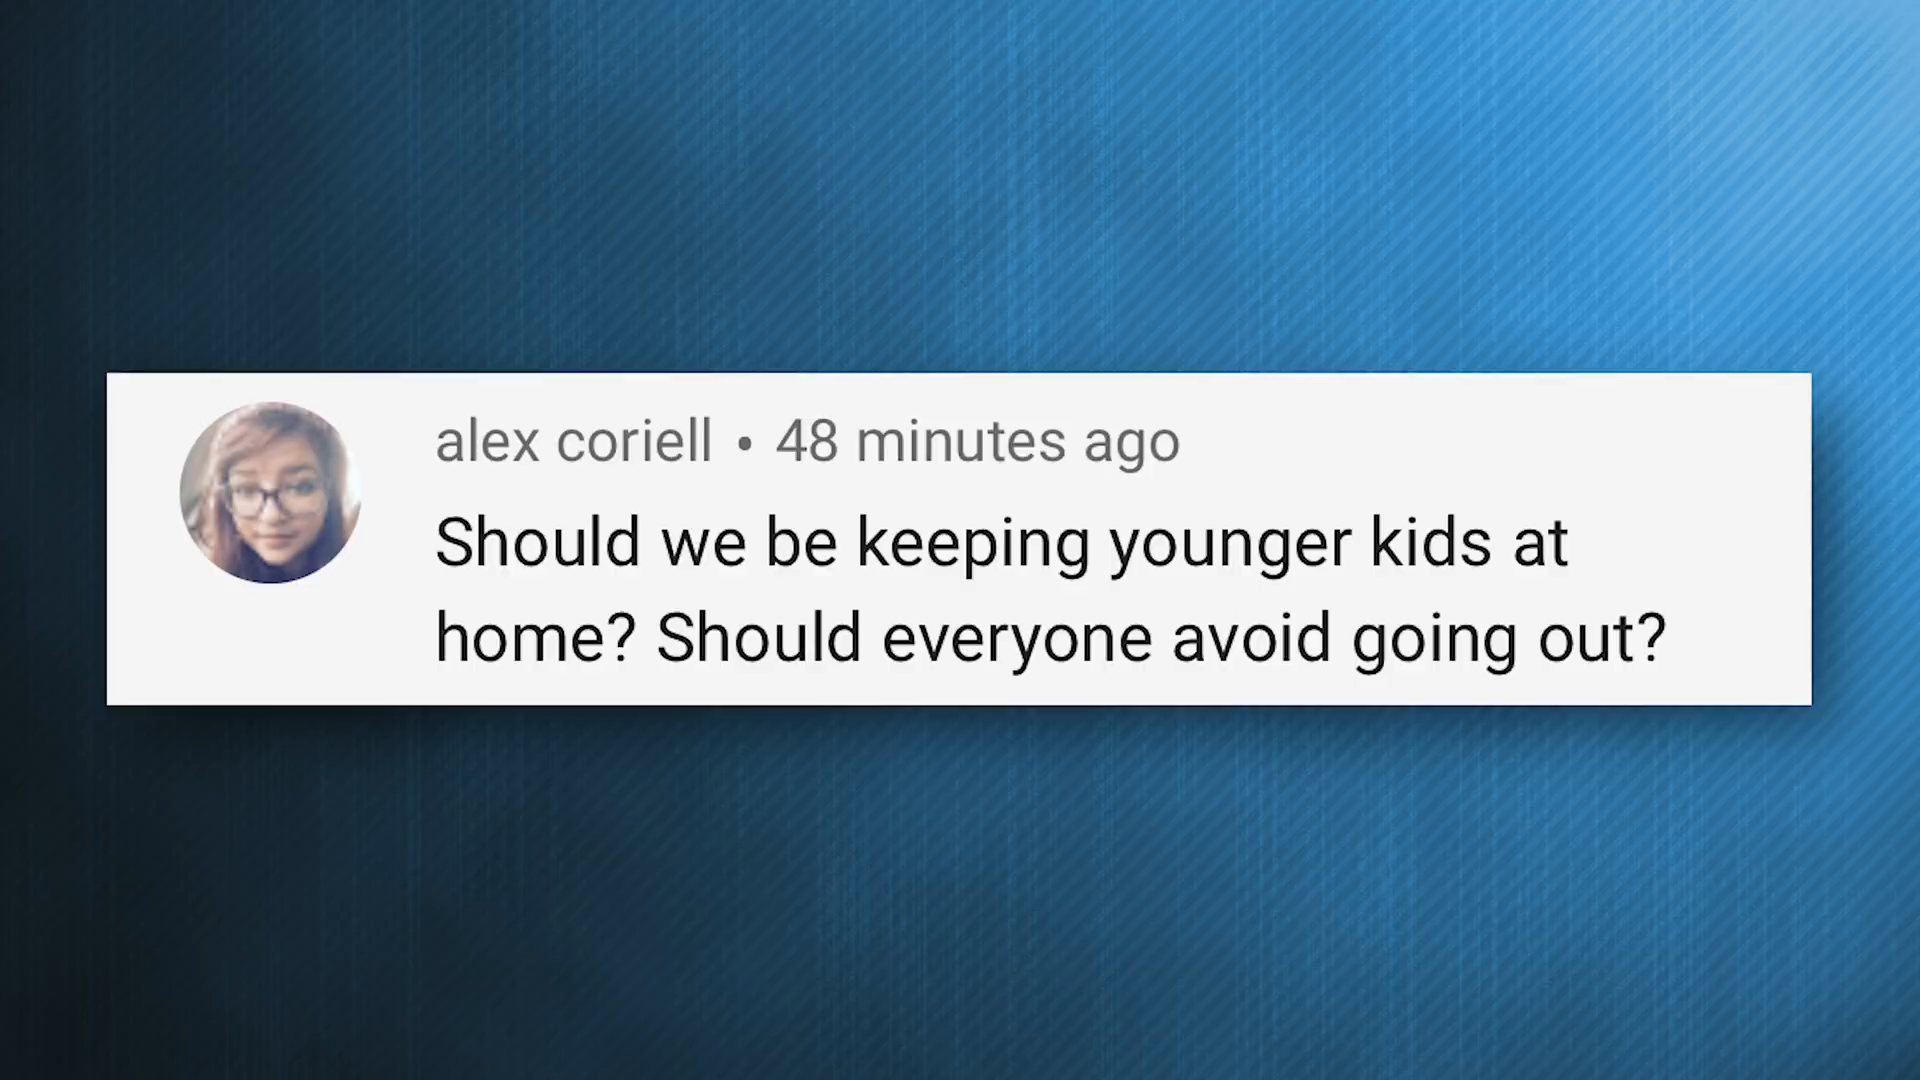 alex coriell • 48 minutes ago
Should we be keeping younger kids at
home? Should everyone avoid going out?